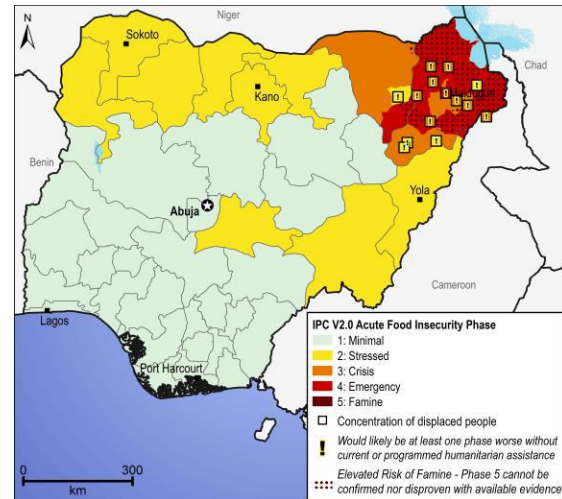 Niger
N
Sokoto
Chad
Kano
Benin
Abuja
Yola
Cameroon
Lagos
Port Harcourt
IPC V2.0 Acute Food Insecurity Phase
1: Minimal
2: Stressed
3: Crisis
4: Emergency
5: Famine
Concentration of displaced people
! Would likely be at least one phase worse without
current or programmed humanitarian assistance
Elevated Risk of Famine - Phase 5 cannot be
confirmed nor disproven with available evidence
0 300
km